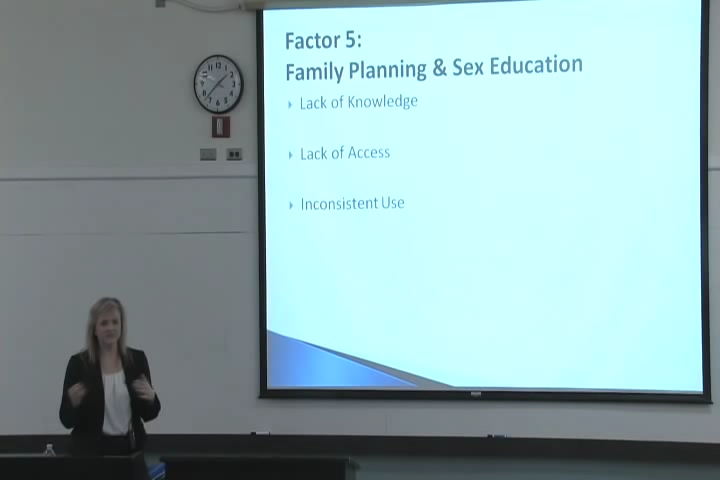 Factor 5:
Family Planning & Sex Education
Lack of Knowledge
Lack of Access
Inconsistent Use